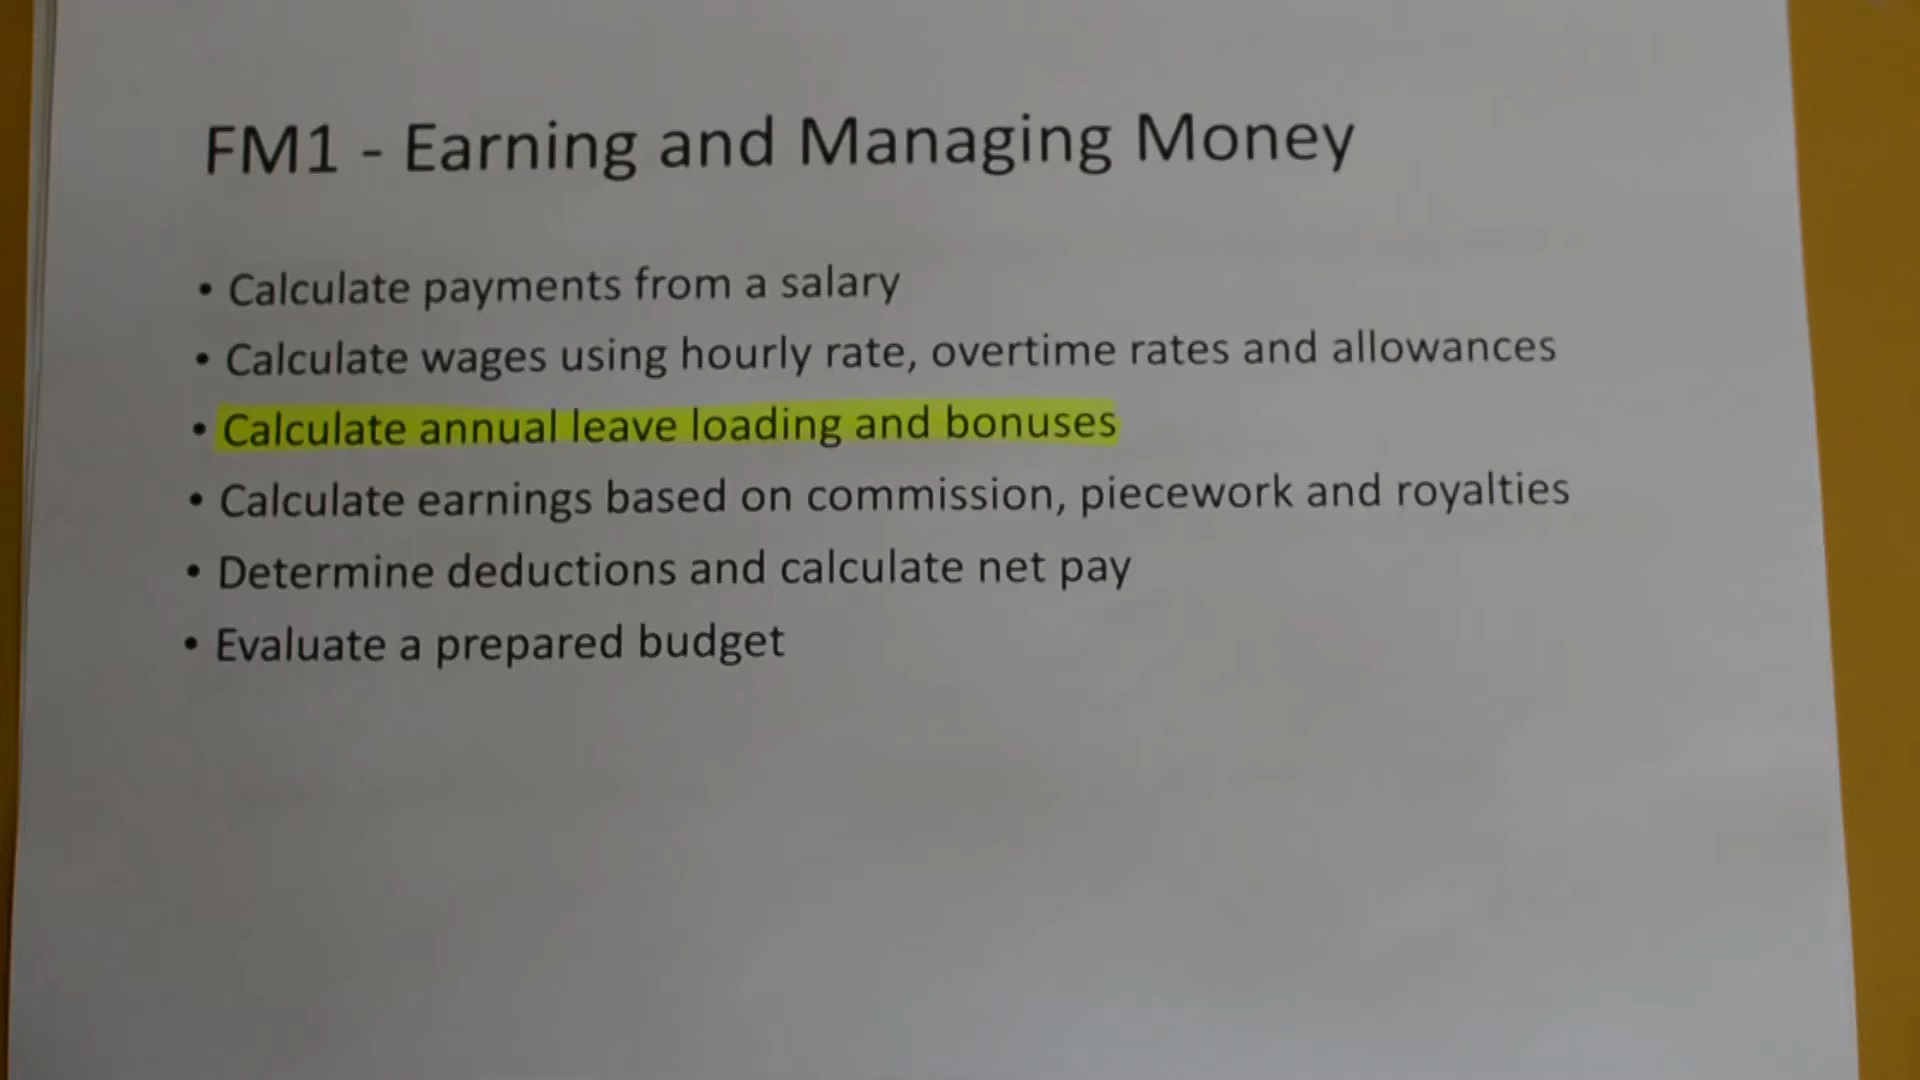 FM1 - Earning and Managing Money
• Calculate payments from a salary
• Calculate wages using hourly rate, overtime rates and allowances
• Calculate annual leave loading and bonuses
• Calculate earnings based on commission, piecework and royalties
• Determine deductions and calculate net pay
• Evaluate a prepared budget